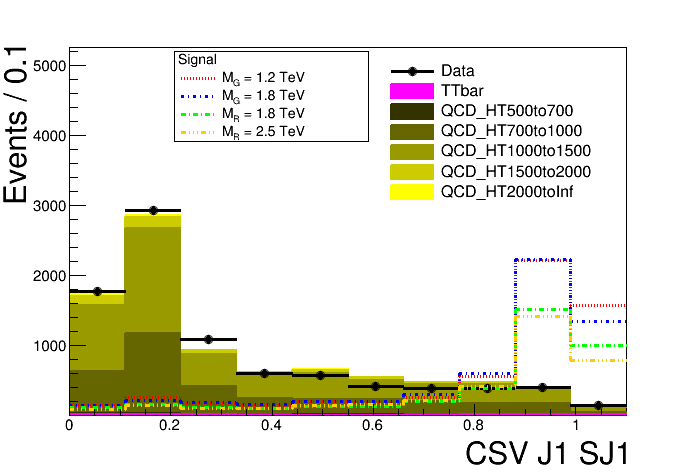 Events / 0.1
5000
4000
3000
2000
1000
0
0.2
0.4
0.6
0.8
1
CSV J1 SJ1
Signal
M_G = 1.2 TeV
M_G = 1.8 TeV
M_R = 1.8 TeV
M_R = 2.5 TeV
Data
TTbar
QCD_HT500to700
QCD_HT700to1000
QCD_HT1000to1500
QCD_HT1500to2000
QCD_HT2000toInf